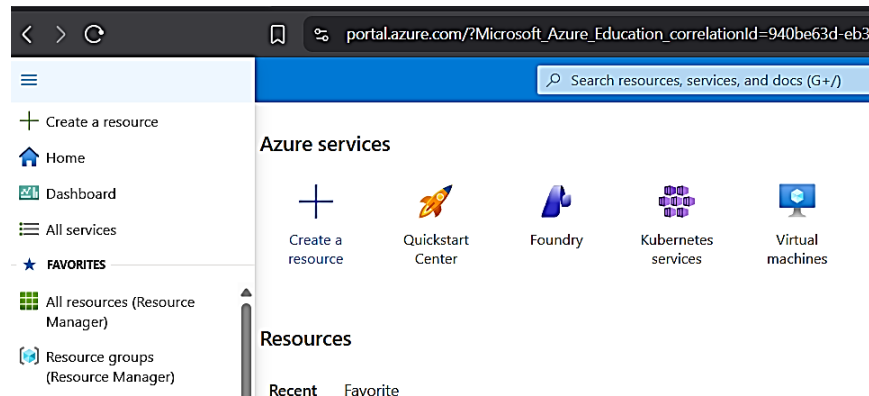 portal.azure.com/?Microsoft_Azure_Education_correlationId=940be63d-eb3
Search resources, services, and docs (G+/)
Create a resource
Home
Dashboard
All services
FAVORITES
All resources (Resource
Manager)
Resource groups
(Resource Manager)
Azure services
Create a
resource
Quickstart
Center
Foundry
Kubernetes
services
Virtual
machines
Resources
Recent Favorite